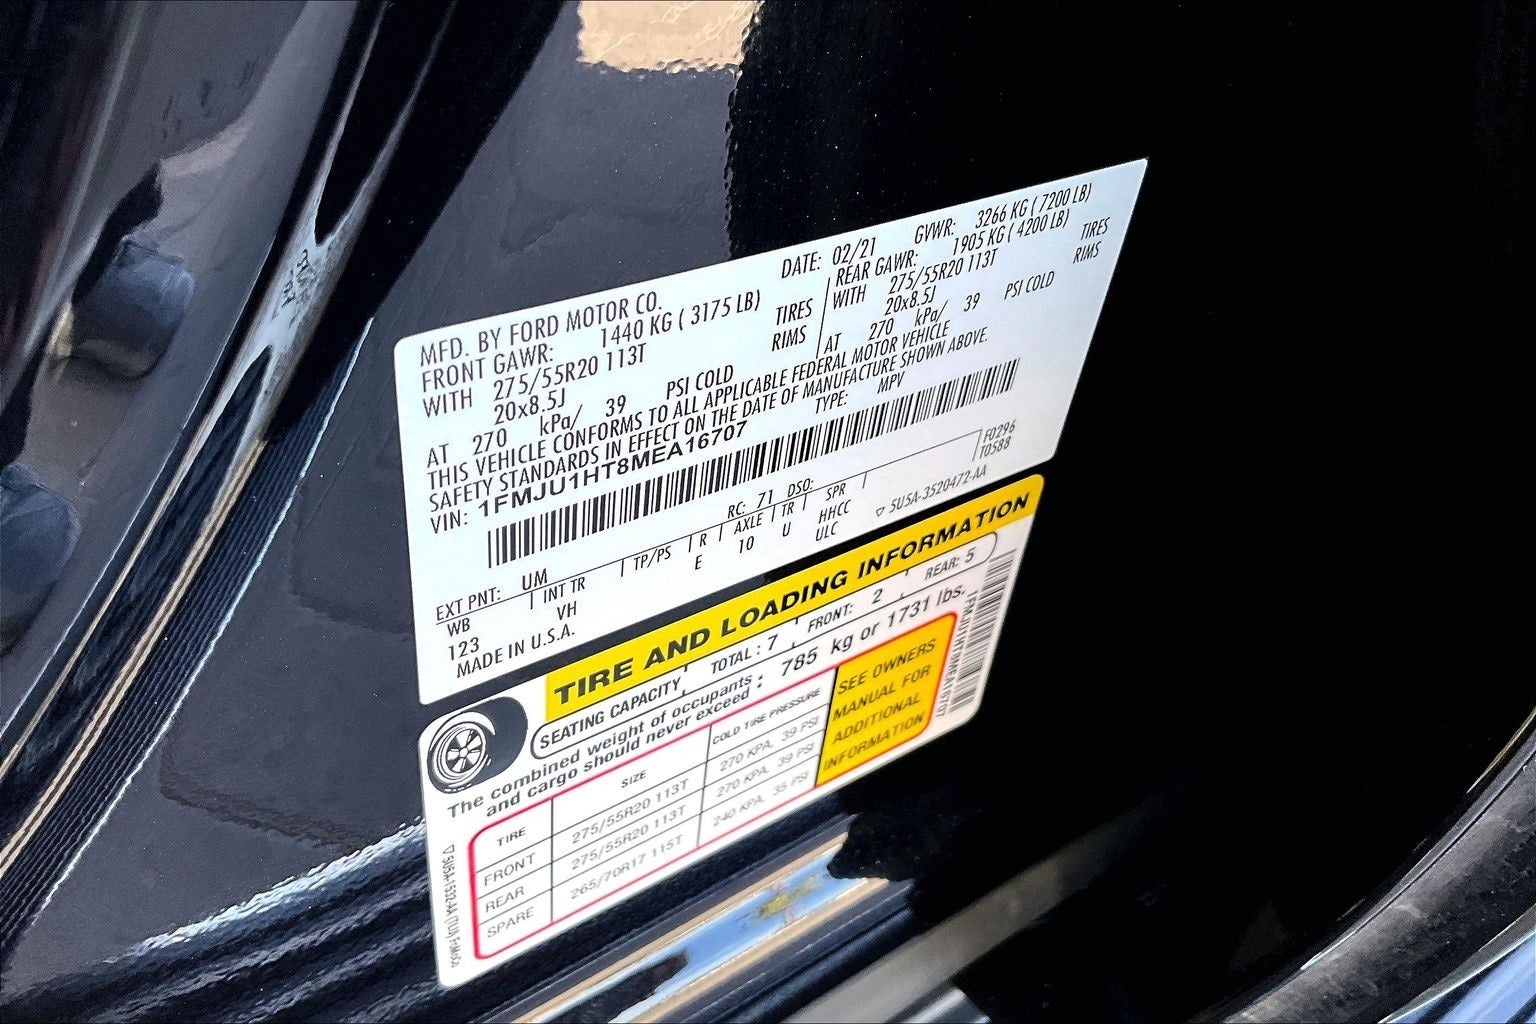 MFD. BY FORD MOTOR CO.
DATE: 02/21 GVWR: 3266 KG ( 7200 LB)
FRONT GAWR: 1440 KG ( 3175 LB) REAR GAWR: 1905 KG ( 4200 LB)
WITH 275/55R20 113T TIRES WITH 275/55R20 113T TIRES
20x8.5J RIMS 20x8.5J RIMS
AT 270 kPa/ 39 PSI COLD AT 270 kPa/ 39 PSI COLD
THIS VEHICLE CONFORMS TO ALL APPLICABLE FEDERAL MOTOR VEHICLE
SAFETY STANDARDS IN EFFECT ON THE DATE OF MANUFACTURE SHOWN ABOVE.
VIN: 1FMJU1HT8MEA16707 TYPE: MPV
F0296
T0588
EXT PNT: UM RC: 71 DSO:
WB INT TR TP/PS R AXLE TR SPR
123 VH E 10 U HHCC
ULC
MADE IN U.S.A. ▽ 5U5A-3520472-AA
TIRE AND LOADING INFORMATION
SEATING CAPACITY TOTAL: 7 FRONT: 2 REAR: 5
The combined weight of occupants and cargo should never exceed : 785 kg or 1731 lbs.
TIRE SIZE COLD TIRE PRESSURE
FRONT 275/55R20 113T 270 KPA, 39 PSI
REAR 275/55R20 113T 270 KPA, 39 PSI
SPARE 265/70R17 115T 240 KPA, 35 PSI
SEE OWNERS
MANUAL FOR
ADDITIONAL
INFORMATION
1FMJU1HT8MEA16707